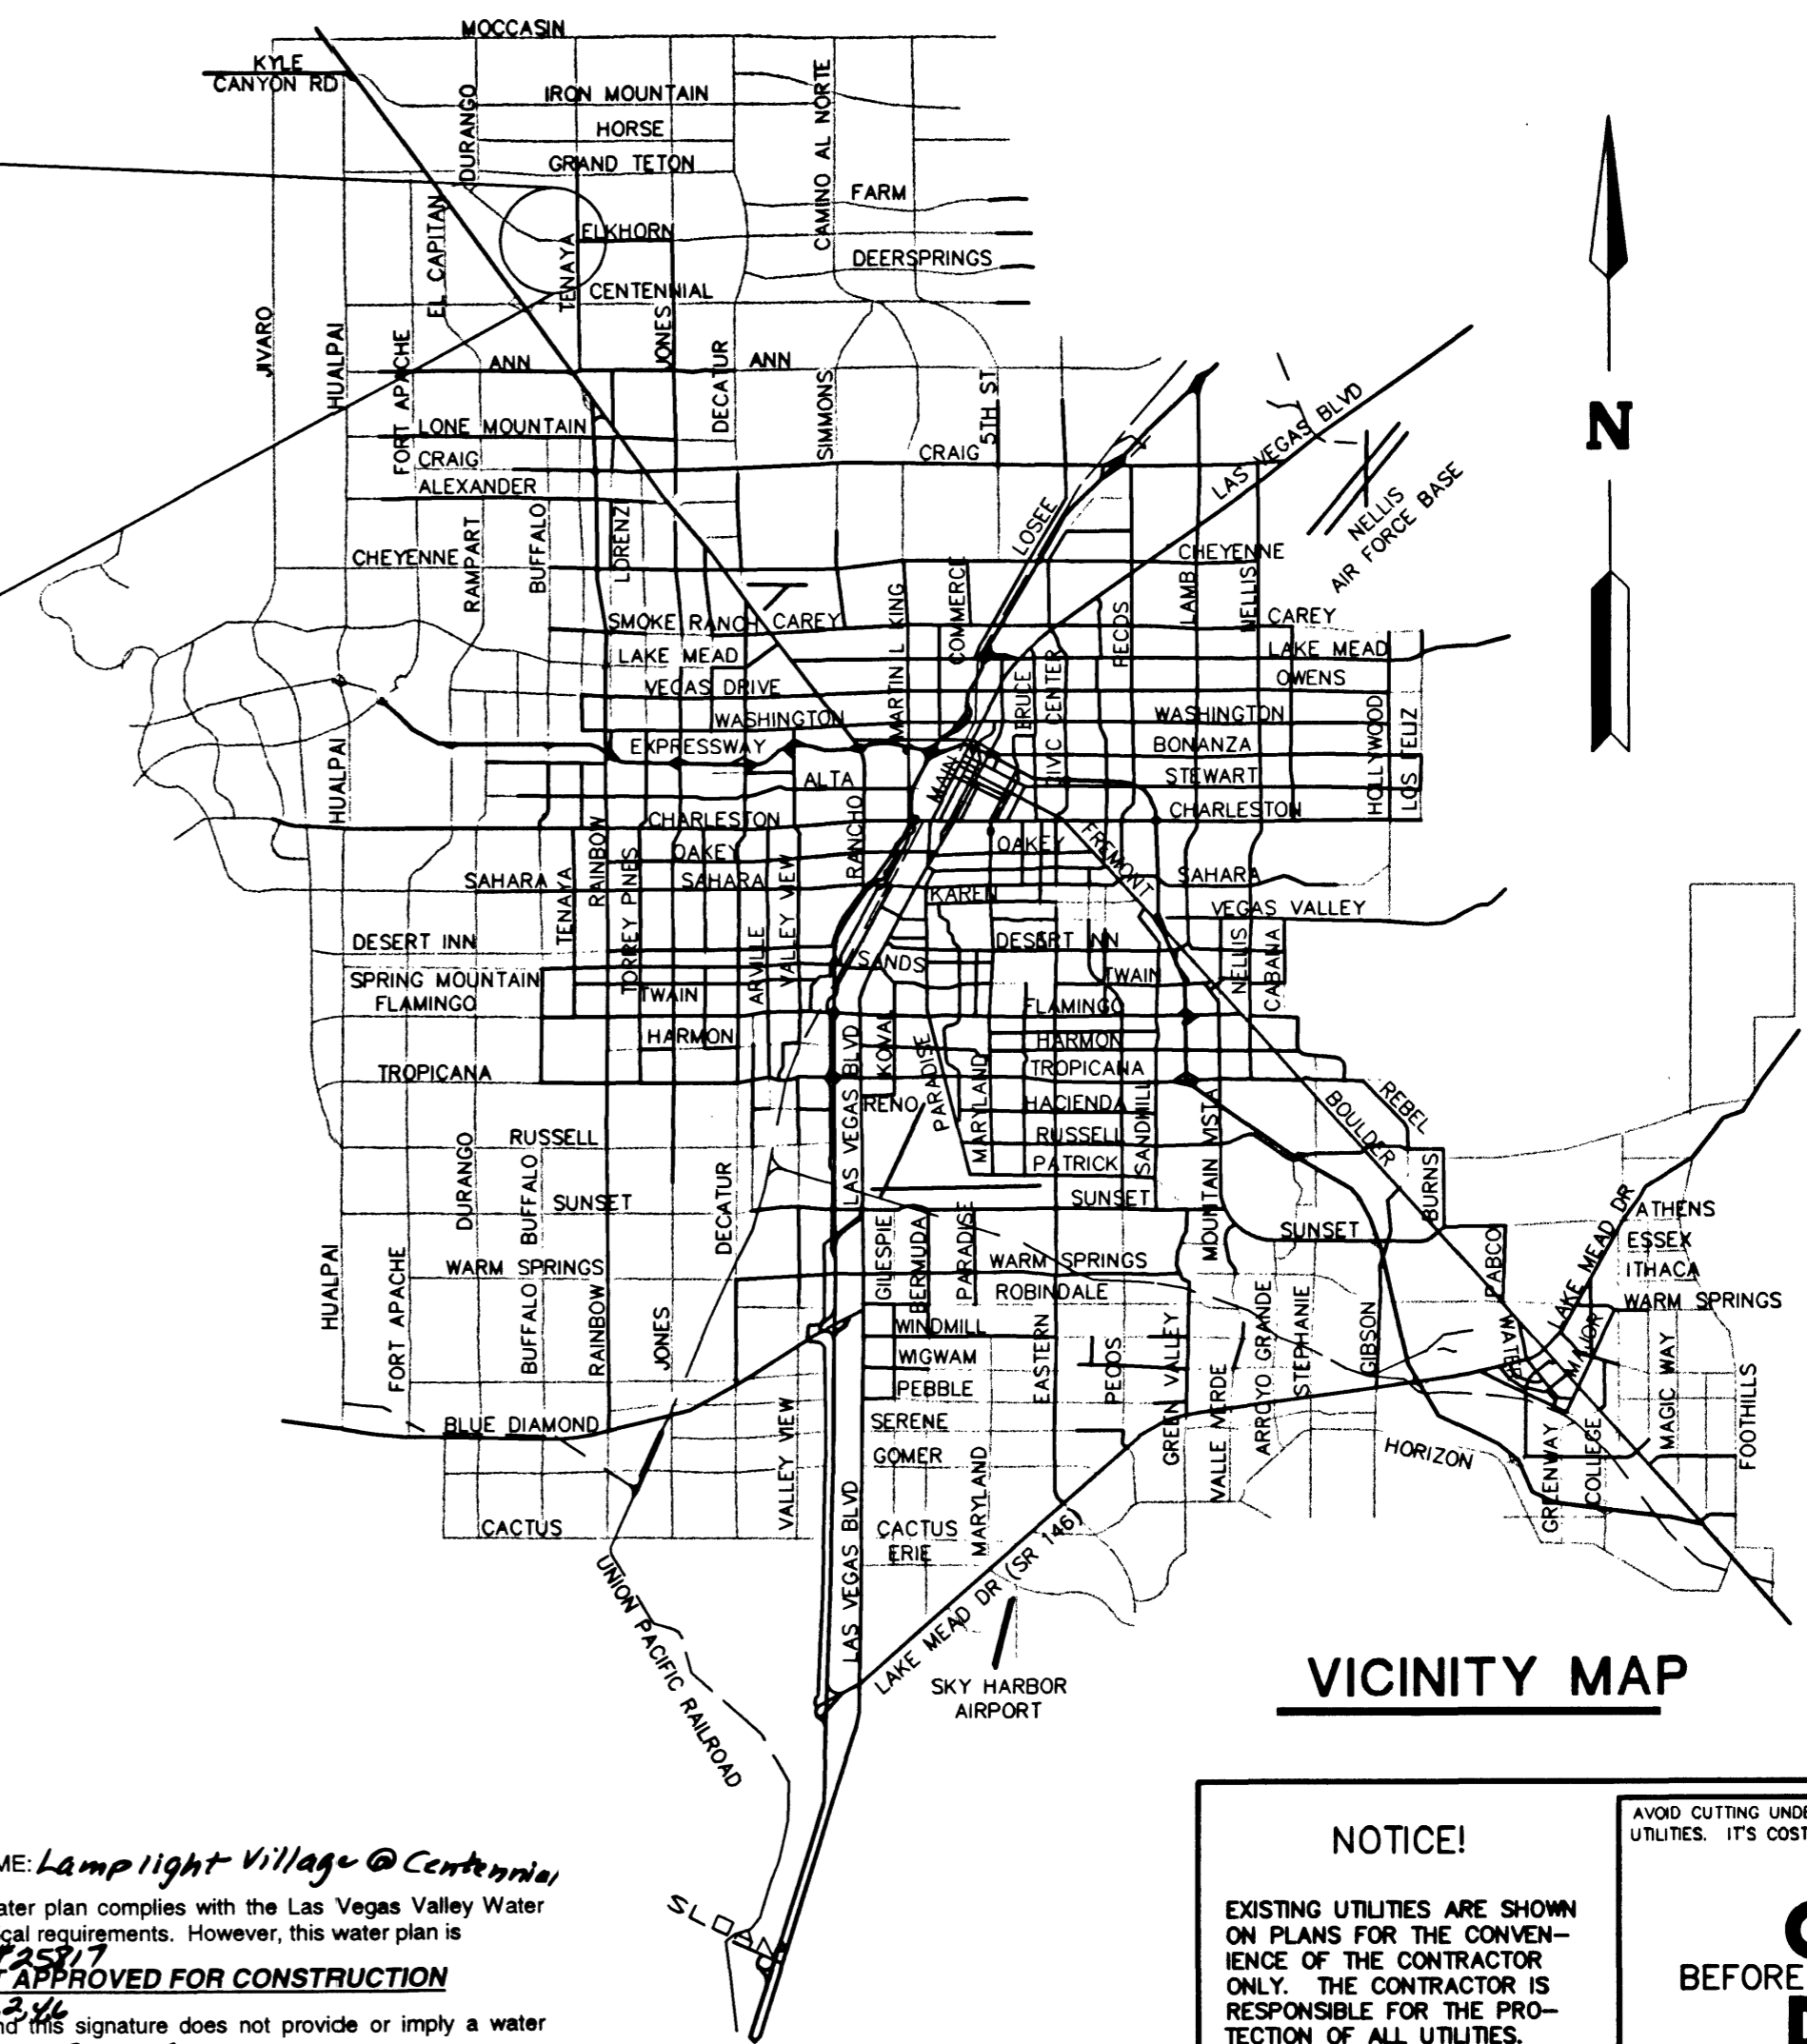 MOCCASIN
KYLE
CANYON RD
DURANGO
IRON MOUNTAIN
HORSE
GRAND TETON
CAMINO AL NORTE
FARM
EL CAPITAN
TENAYA
ELKHORN
DEERSPRINGS
CENTENNIAL
JIVARO
HUALPAI
FORT APACHE
JONES
DECATUR
ANN
ANN
SIMMONS
5TH ST
LAS VEGAS BLVD
N
LONE MOUNTAIN
CRAIG
CRAIG
ALEXANDER
NELLIS
AIR FORCE BASE
RAMPART
BUFFALO
LORENZI
LOSEE
CHEYENNE
CHEYENNE
COMMERCE
PECOS
LAMB
NELLIS
SMOKE RANCH
CAREY
CAREY
MARTIN L KING
LAKE MEAD
LAKE MEAD
VEGAS DRIVE
OWENS
BRUCE
CIVIC CENTER
WASHINGTON
WASHINGTON
HOLLYWOOD
LOS FELIZ
EXPRESSWAY
BONANZA
HUALPAI
ALTA
MAIN
STEWART
CHARLESTON
CHARLESTON
RAINBOW
RANCHO
OAKEY
OAKEY
FREMONT
TORREY PINES
TENAYA
SAHARA
SAHARA
VALLEY VIEW
SAHARA
KAREN
VEGAS VALLEY
DESERT INN
ARVILLE
DESERT INN
NELLIS
CABANA
SPRING MOUNTAIN
SANDS
TWAIN
TWAIN
FLAMINGO
FLAMINGO
HARMON
HARMON
LAS VEGAS BLVD
KOVAL
PARADISE
TROPICANA
TROPICANA
MARYLAND
RENO
HACIENDA
SANDHILL
MOUNTAIN VISTA
BOULDER
REBEL
RUSSELL
RUSSELL
PATRICK
BURNS
DURANGO
BUFFALO
SUNSET
DECATUR
SUNSET
SUNSET
LAKE MEAD DR
ATHENS
ESSEX
ITHACA
WARM SPRINGS
HUALPAI
FORT APACHE
WARM SPRINGS
BUFFALO
RAINBOW
JONES
GILESPIE
BERMUDA
PARADISE
WARM SPRINGS
ROBINDALE
PABCO
WINDMILL
WIGWAM
PEBBLE
EASTERN
PECOS
GREEN VALLEY
VALLE VERDE
ARROYO GRANDE
STEPHANIE
GIBSON
WATER
MAJOR
MAGIC WAY
FOOTHILLS
BLUE DIAMOND
VALLEY VIEW
SERENE
GOMER
MARYLAND
HORIZON
GREENWAY
COLLEGE
CACTUS
LAS VEGAS BLVD
CACTUS
ERIE
LAKE MEAD DR (SR 146)
UNION PACIFIC RAILROAD
SKY HARBOR
AIRPORT
VICINITY MAP
SLOAN
ME: Lamplight Village @ Centennial
ater plan complies with the Las Vegas Valley Water
cal requirements. However, this water plan is
#25817
T APPROVED FOR CONSTRUCTION
2,4,6
nd this signature does not provide or imply a water
NOTICE!
EXISTING UTILITIES ARE SHOWN
ON PLANS FOR THE CONVEN-
IENCE OF THE CONTRACTOR
ONLY. THE CONTRACTOR IS
RESPONSIBLE FOR THE PRO-
TECTION OF ALL UTILITIES.
AVOID CUTTING UNDE
UTILITIES. IT'S COST
BEFORE